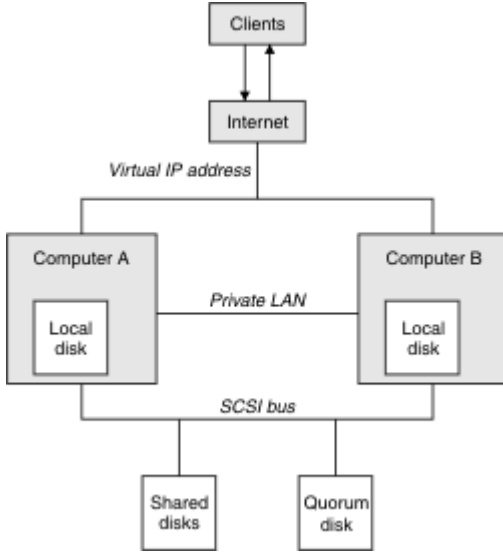 Clients
Internet
Virtual IP address
Computer A
Computer B
Private LAN
Local
disk
Local
disk
SCSI bus
Shared
disks
Quorum
disk